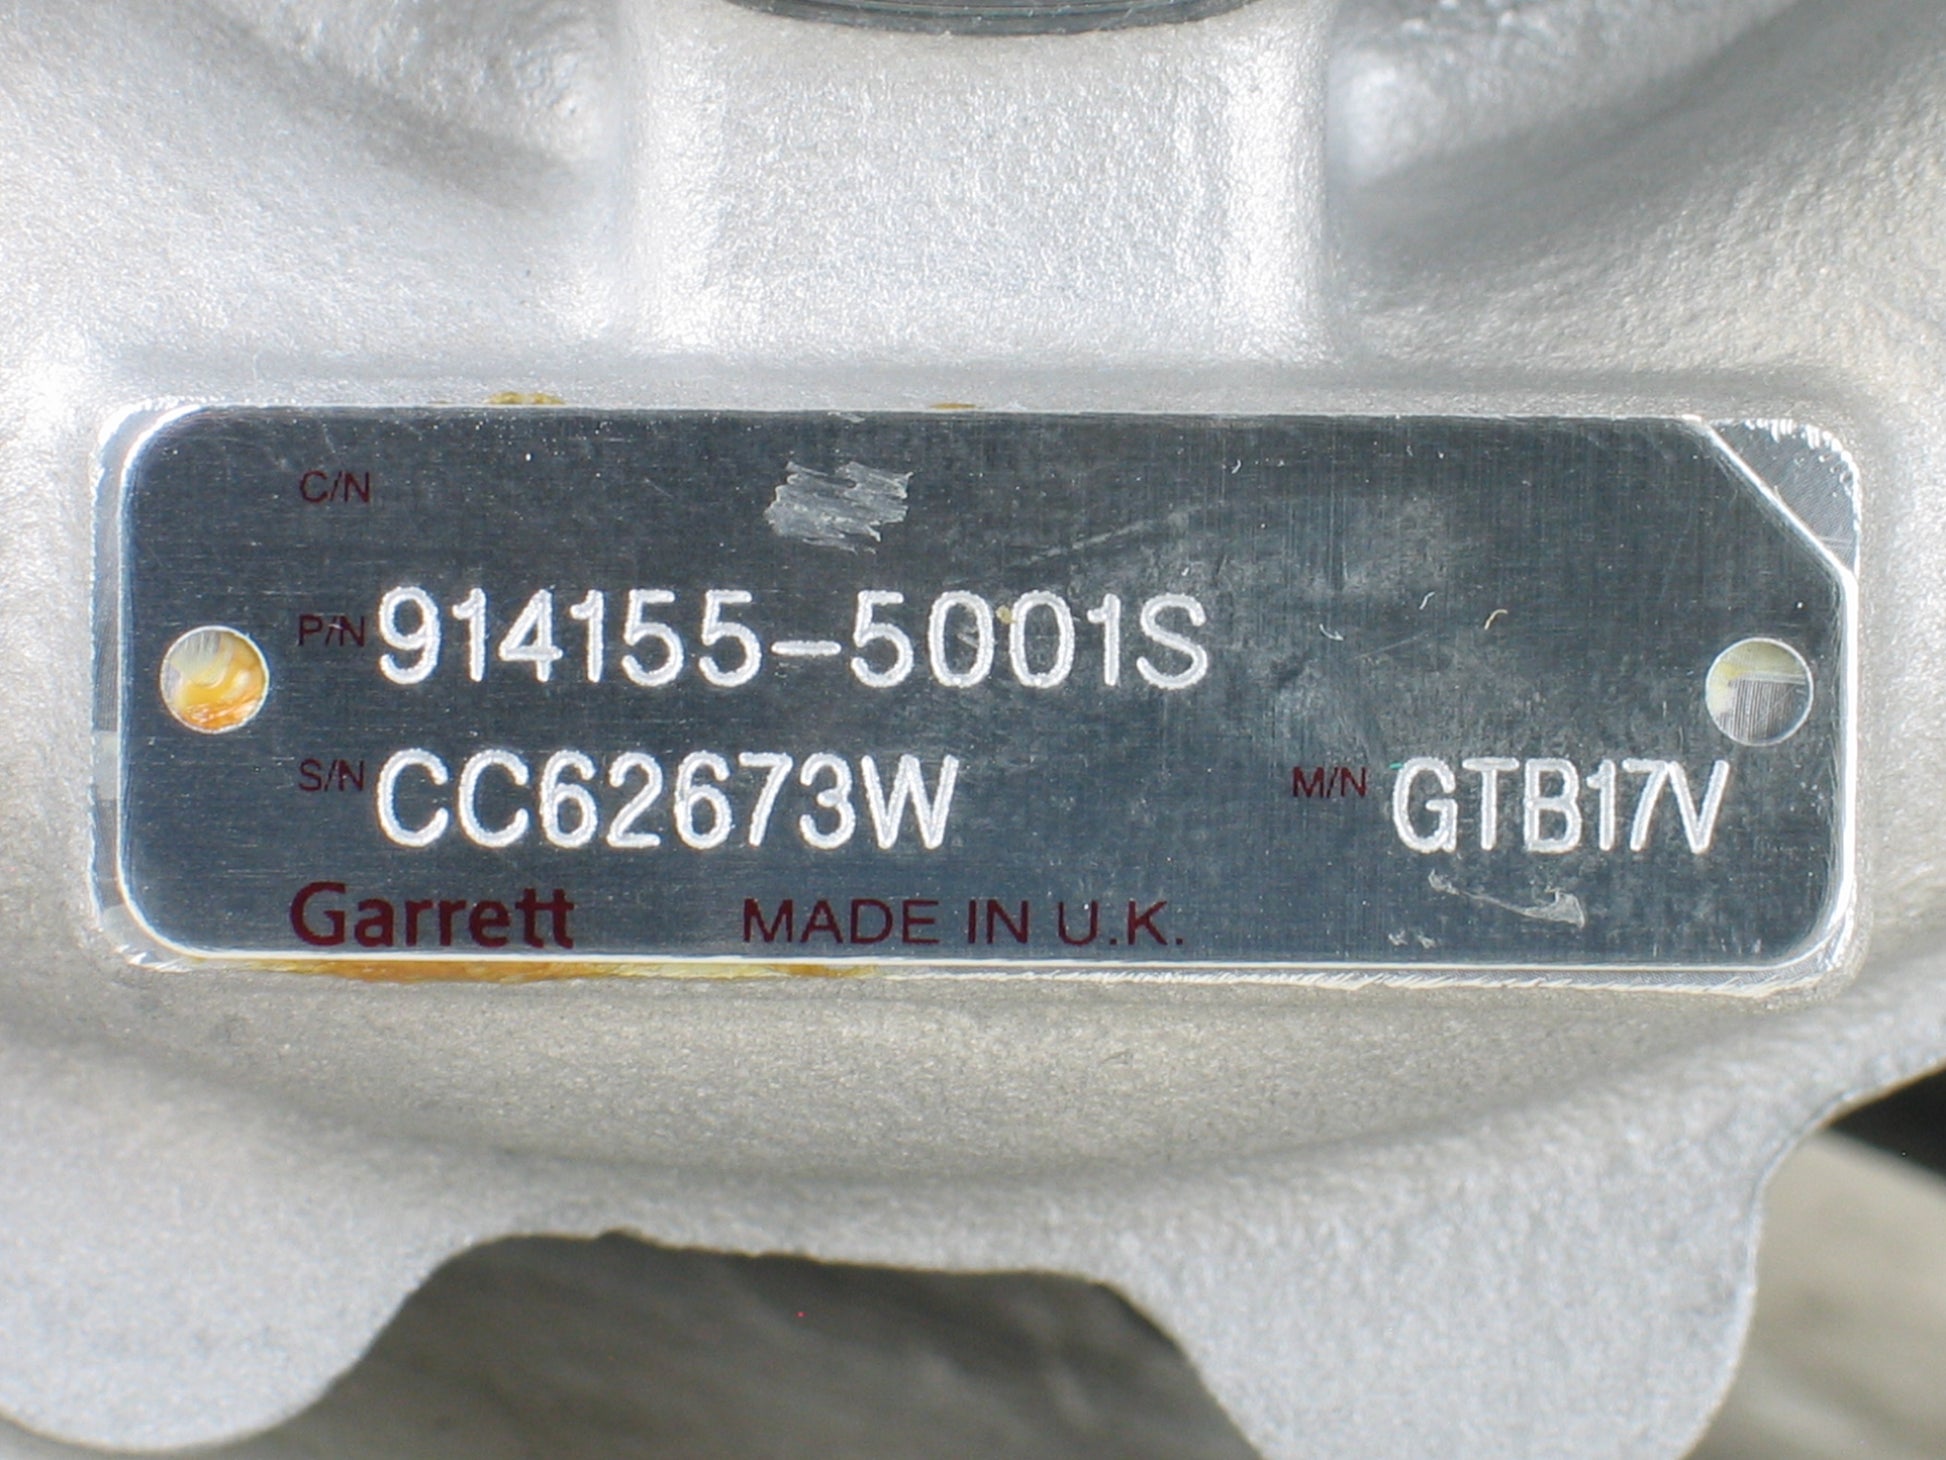 C/N
P/N 914155-5001S
S/N CC62673W M/N GTB17V
Garrett MADE IN U.K.